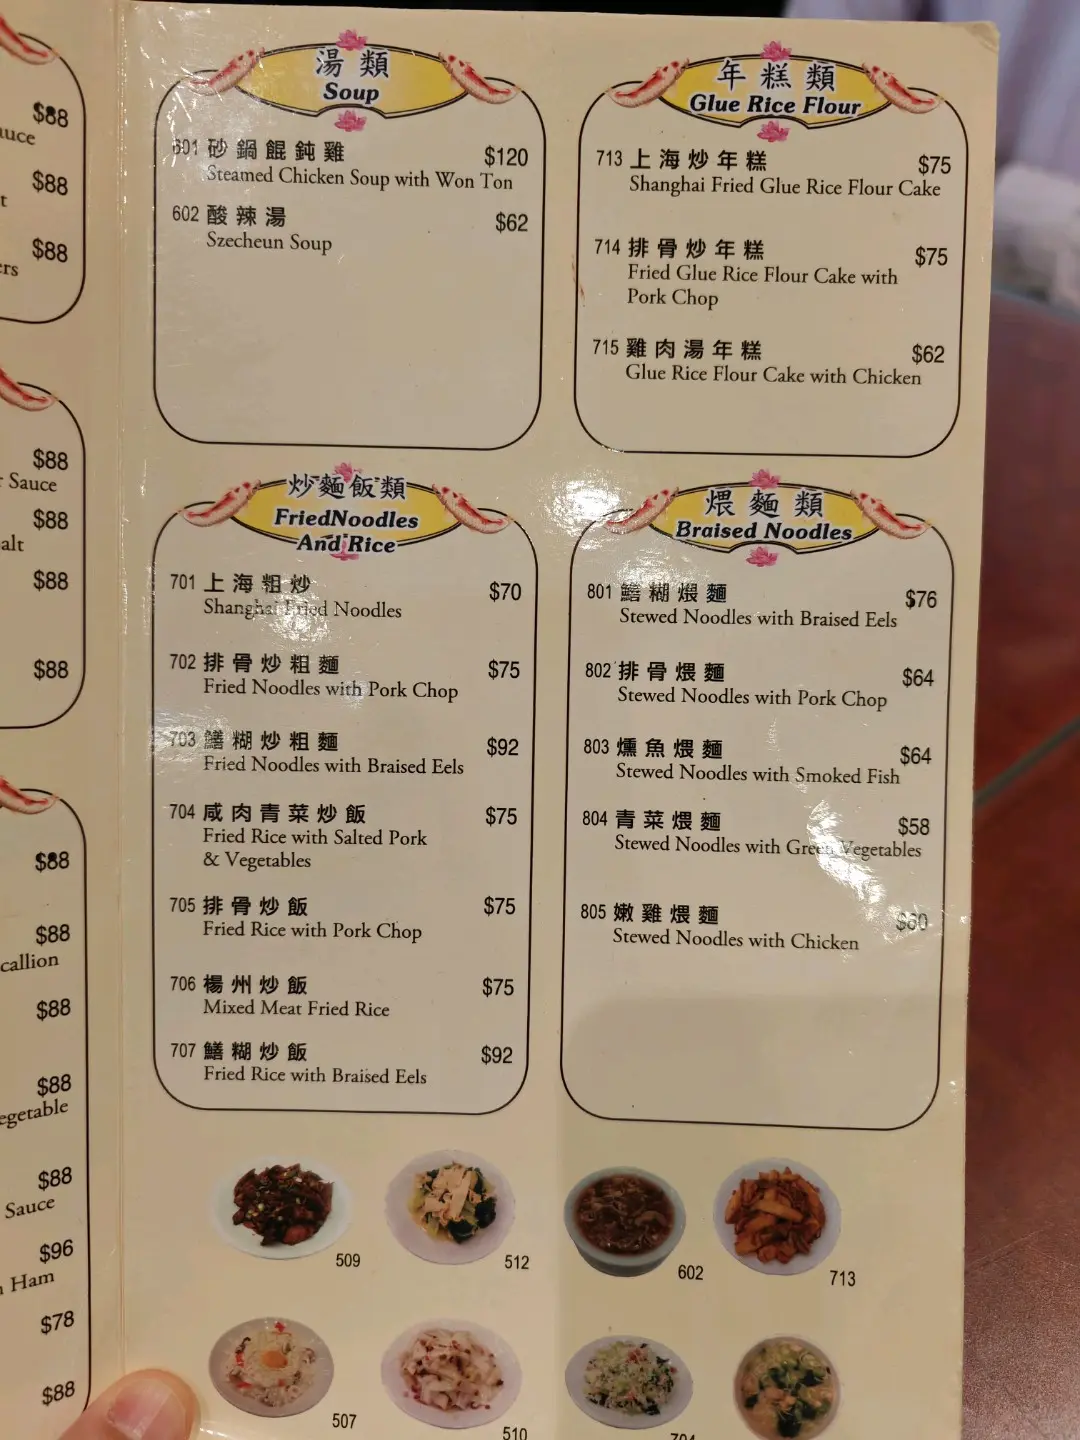 $88
auce
$88
t
$88
ers
$88
Sauce
$88
alt
$88
$88
$88
$88
callion
$88
$88
egetable
$88
Sauce
$96
Ham
$78
$88
湯類
Soup
601 砂鍋餛鈍雞 $120
Steamed Chicken Soup with Won Ton
602 酸辣湯 $62
Szecheun Soup
年糕類
Glue Rice Flour
713 上海炒年糕 $75
Shanghai Fried Glue Rice Flour Cake
714 排骨炒年糕 $75
Fried Glue Rice Flour Cake with
Pork Chop
715 雞肉湯年糕 $62
Glue Rice Flour Cake with Chicken
炒麵飯類
FriedNoodles
And Rice
701 上海粗炒 $70
Shanghai Fried Noodles
702 排骨炒粗麵 $75
Fried Noodles with Pork Chop
703 鱔糊炒粗麵 $92
Fried Noodles with Braised Eels
704 咸肉青菜炒飯 $75
Fried Rice with Salted Pork
& Vegetables
705 排骨炒飯 $75
Fried Rice with Pork Chop
706 楊州炒飯 $75
Mixed Meat Fried Rice
707 鱔糊炒飯 $92
Fried Rice with Braised Eels
煨麵類
Braised Noodles
801 鱔糊煨麵 $76
Stewed Noodles with Braised Eels
802 排骨煨麵 $64
Stewed Noodles with Pork Chop
803 燻魚煨麵 $64
Stewed Noodles with Smoked Fish
804 青菜煨麵 $58
Stewed Noodles with Green Vegetables
805 嫩雞煨麵 $60
Stewed Noodles with Chicken
509
512
602
713
507
510
704